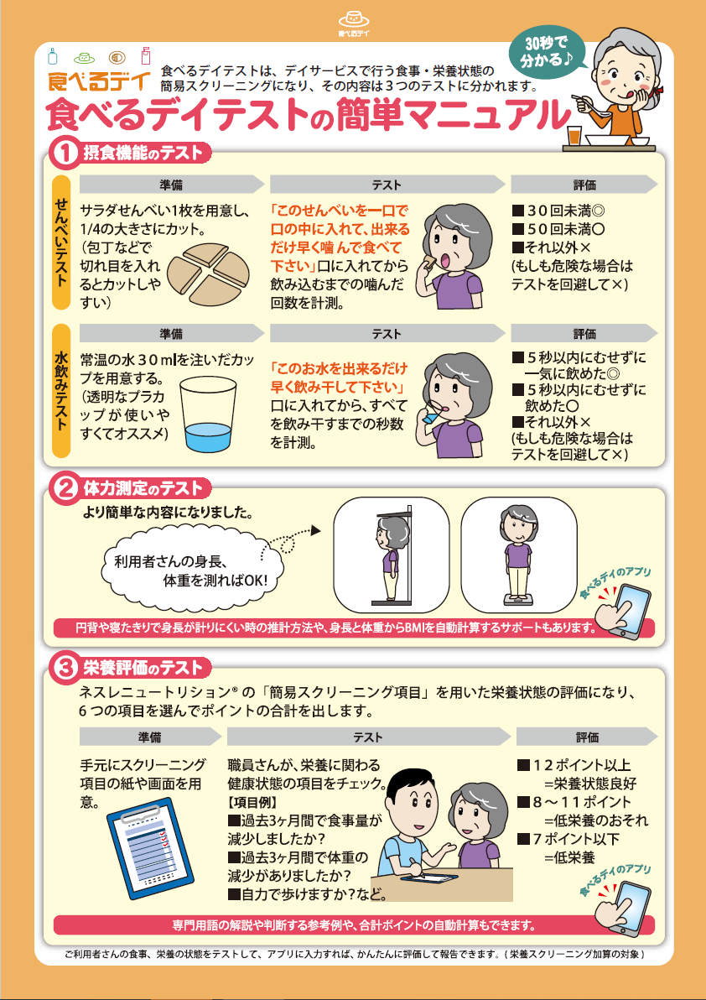 食べるデイ
30秒で
分かる♪
食べるデイ
食べるデイテストは、デイサービスで行う食事・栄養状態の
簡易スクリーニングになり、その内容は３つのテストに分かれます。
食べるデイテストの簡単マニュアル
① 摂食機能のテスト
せんべいテスト
準備
サラダせんべい1枚を用意し、
1/4の大きさにカット。
（包丁などで
切れ目を入れ
るとカットしや
すい）
テスト
「このせんべいを一口で
口の中に入れて、出来る
だけ早く噛んで食べて
下さい」口に入れてから
飲み込むまでの噛んだ
回数を計測。
評価
■３０回未満◎
■５０回未満〇
■それ以外×
(もしも危険な場合は
テストを回避して×)
水飲みテスト
準備
常温の水３０mlを注いだカッ
プを用意する。
（透明なプラカ
ップが使いや
すくてオススメ)
テスト
「このお水を出来るだけ
早く飲み干して下さい」
口に入れてから、すべて
を飲み干すまでの秒数
を計測。
評価
■５秒以内にむせずに
一気に飲めた◎
■５秒以内にむせずに
飲めた〇
■それ以外×
(もしも危険な場合は
テストを回避して×)
② 体力測定のテスト
より簡単な内容になりました。
利用者さんの身長、
体重を測ればOK!
食べるデイのアプリ
円背や寝たきりで身長が計りにくい時の推計方法や、身長と体重からBMIを自動計算するサポートもあります。
③ 栄養評価のテスト
ネスレニュートリション®の「簡易スクリーニング項目」を用いた栄養状態の評価になり、
６つの項目を選んでポイントの合計を出します。
準備
手元にスクリーニング
項目の紙や画面を用
意。
テスト
職員さんが、栄養に関わる
健康状態の項目をチェック。
【項目例】
■過去3ヶ月間で食事量が
減少しましたか？
■過去3ヶ月間で体重の
減少がありましたか？
■自力で歩けますか？など。
評価
■１２ポイント以上
=栄養状態良好
■８～１１ポイント
=低栄養のおそれ
■７ポイント以下
=低栄養
食べるデイのアプリ
専門用語の解説や判断する参考例や、合計ポイントの自動計算もできます。
ご利用者さんの食事、栄養の状態をテストして、アプリに入力すれば、かんたんに評価して報告できます。( 栄養スクリーニング加算の対象 )